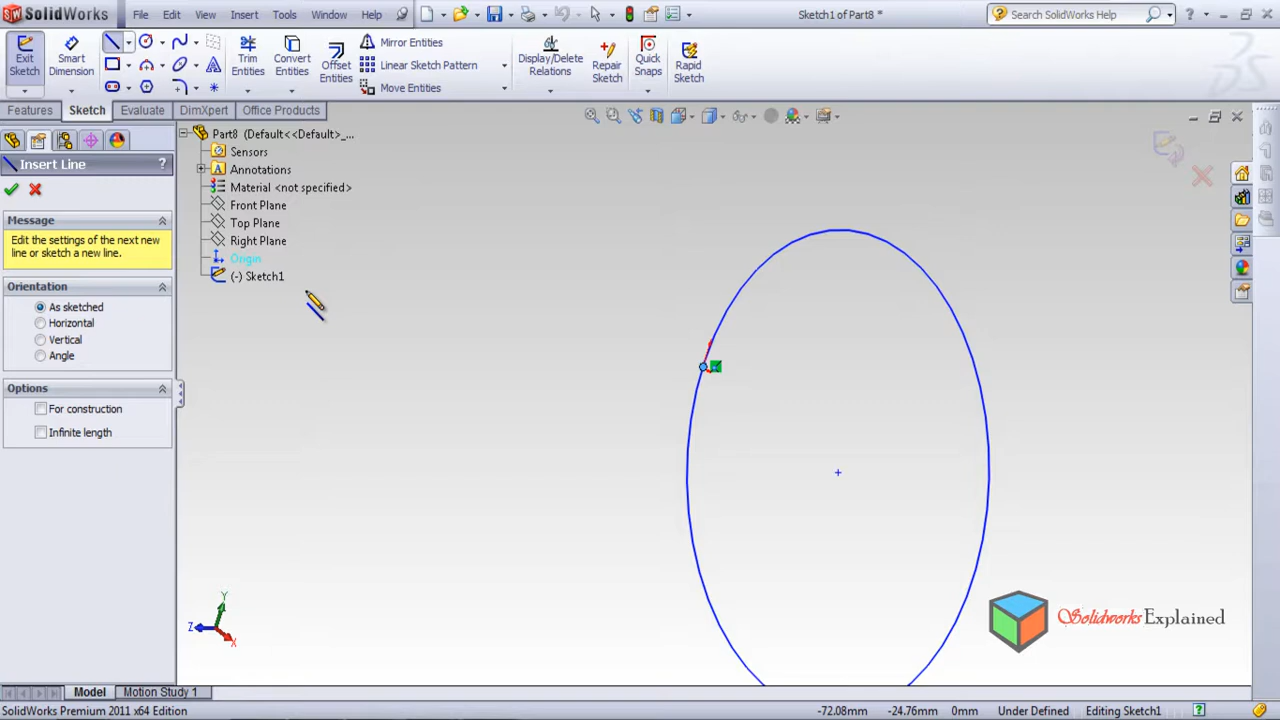 SolidWorks
File Edit View Insert Tools Window Help
Sketch1 of Part8 *
Search SolidWorks Help
Exit Sketch
Smart Dimension
Trim Entities
Convert Entities
Offset Entities
Mirror Entities
Linear Sketch Pattern
Move Entities
Display/Delete Relations
Repair Sketch
Quick Snaps
Rapid Sketch
Features Sketch Evaluate DimXpert Office Products
Insert Line ?
Message
Edit the settings of the next new
line or sketch a new line.
Orientation
As sketched
Horizontal
Vertical
Angle
Options
For construction
Infinite length
Part8 (Default<<Default>_...
Sensors
Annotations
Material <not specified>
Front Plane
Top Plane
Right Plane
Origin
(-) Sketch1
Y
Z
X
Solidworks Explained
Model Motion Study 1
SolidWorks Premium 2011 x64 Edition
-72.08mm -24.76mm 0mm Under Defined Editing Sketch1